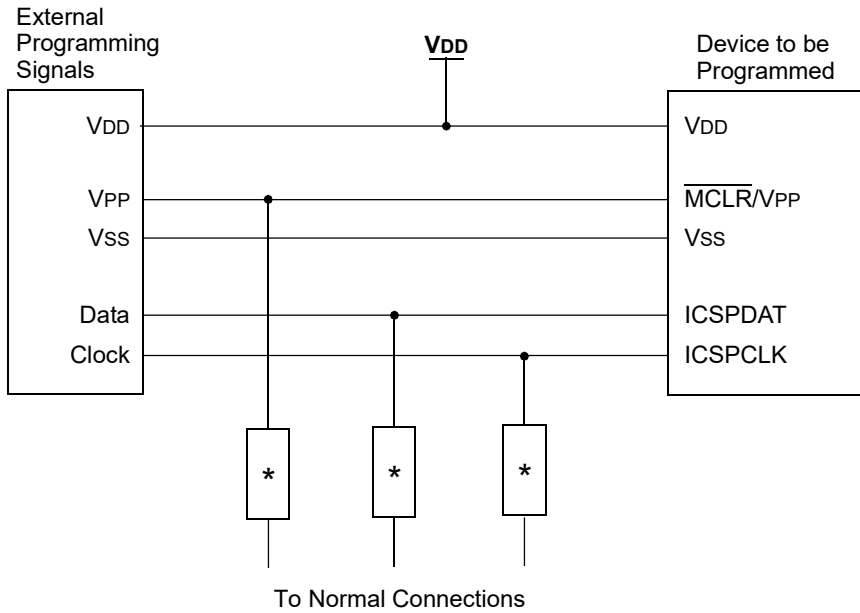 External
Programming
Signals
VDD
Device to be
Programmed
VDD
VDD
VPP
MCLR/VPP
VSS
VSS
Data
ICSPDAT
Clock
ICSPCLK
*
*
*
To Normal Connections